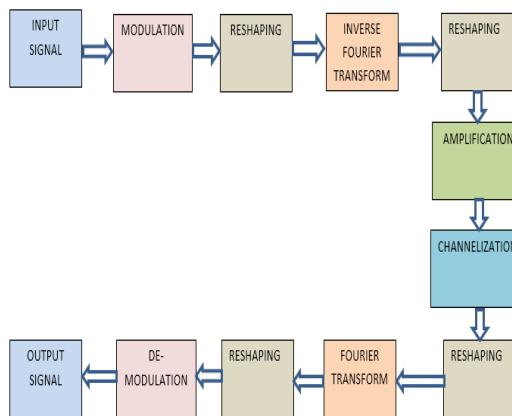 INPUT
SIGNAL
MODULATION
RESHAPING
INVERSE
FOURIER
TRANSFORM
RESHAPING
AMPLIFICATION
CHANNELIZATION
RESHAPING
FOURIER
TRANSFORM
RESHAPING
DE-
MODULATION
OUTPUT
SIGNAL